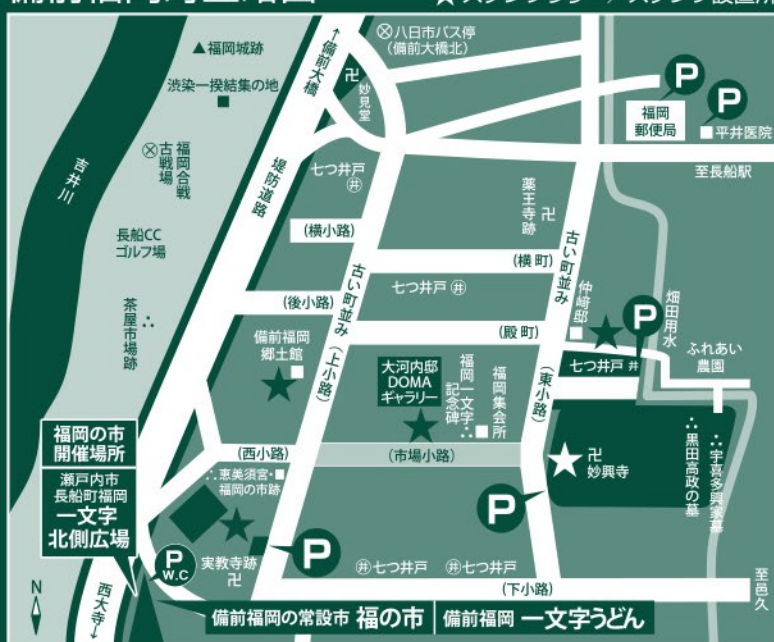 ▲福岡城跡
渋染一揆結集の地
↑備前大橋
卍妙見堂
八日市バス停
(備前大橋北)
P
福岡
郵便局
P
平井医院
至長船駅
吉井川
福岡合戦
古戦場
堤防道路
七つ井戸
井
薬王寺跡
卍
古い町並み
長船CC
ゴルフ場
(横小路)
(横町)
古い町並み
七つ井戸 井
仲﨑邸
P
畑田用水
茶屋市場跡
(後小路)
(殿町)
ふれあい
農園
七つ井戸 井
備前福岡
郷土館
(上小路)
大河内邸
DOMA
ギャラリー
福岡一文字
記念碑
福岡集会所
(東小路)
福岡の市
開催場所
瀬戸内市
長船町福岡
一文字
北側広場
(西小路)
(市場小路)
恵美須宮・
福岡の市跡
卍
妙興寺
黒田高政の墓
宇喜多興家墓
P
P
W.C
実教寺跡
卍
P
井七つ井戸
井七つ井戸
(下小路)
至邑久
N
西大寺→
備前福岡の常設市 福の市
備前福岡 一文字うどん